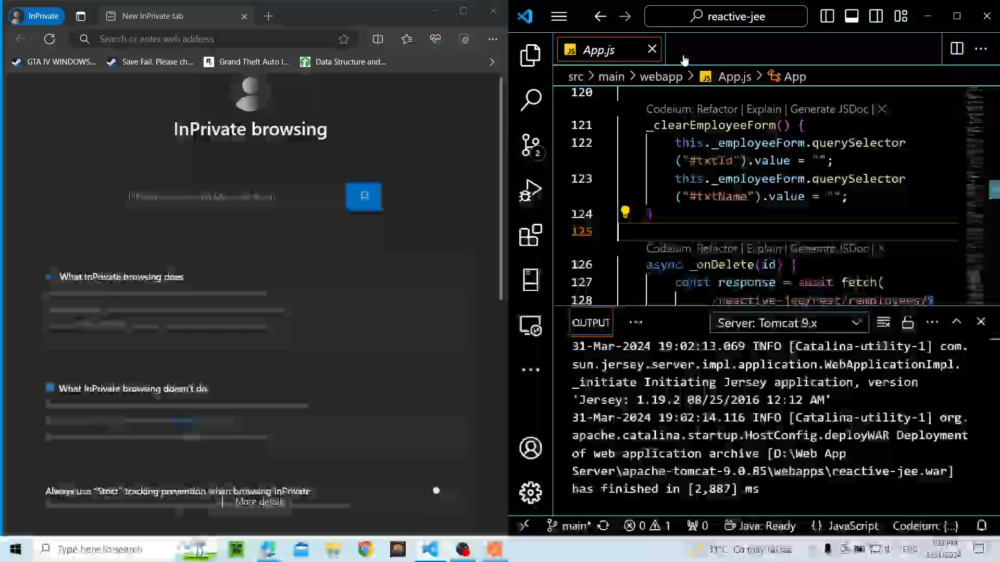 InPrivate
New InPrivate tab
Search or enter web address
GTA IV WINDOWS...
Save Fail. Please ch...
Grand Theft Auto I...
Data Structure and...
InPrivate browsing
What InPrivate browsing does
What InPrivate browsing doesn't do
Always use "Strict" tracking prevention when browsing InPrivate
More details
reactive-jee
JS App.js
src > main > webapp > JS App.js > App
120
Codeium: Refactor | Explain | Generate JSDoc | ×
121 _clearEmployeeForm() {
122 this._employeeForm.querySelector
("#txtId").value = "";
123 this._employeeForm.querySelector
("#txtName").value = "";
124 }
125
Codeium: Refactor | Explain | Generate JSDoc | ×
126 async _onDelete(id) {
127 const response = await fetch(
128
2
OUTPUT
Server: Tomcat 9.x
31-Mar-2024 19:02:13.069 INFO [Catalina-utility-1] com.
sun.jersey.server.impl.application.WebApplicationImpl.
_initiate Initiating Jersey application, version
'Jersey: 1.19.2 08/25/2016 12:12 AM'
31-Mar-2024 19:02:14.116 INFO [Catalina-utility-1] org.
apache.catalina.startup.HostConfig.deployWAR Deployment
of web application archive [D:\Web App
Server\apache-tomcat-9.0.85\webapps\reactive-jee.war]
has finished in [2,887] ms
main* 0 1 0 Java: Ready {} JavaScript Codeium: {...}
Type here to search
31°C ENG